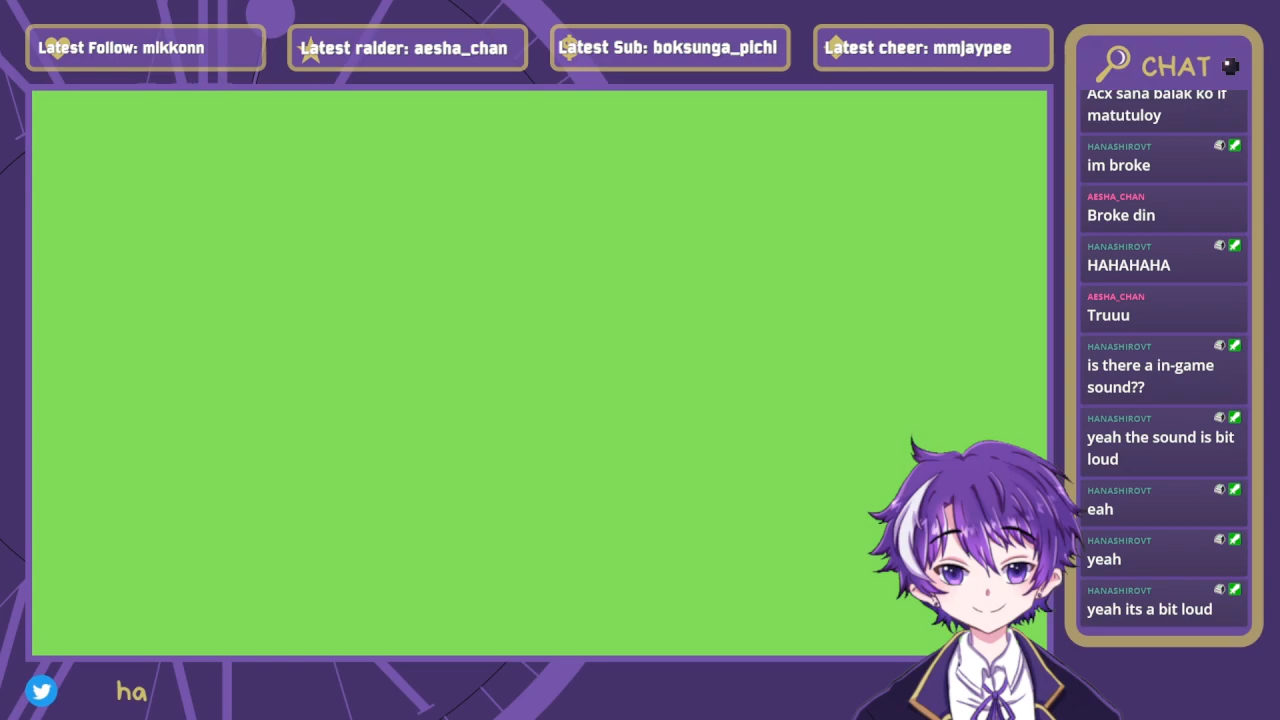 Latest Follow: mikkonn
Latest raider: aesha_chan
Latest Sub: boksunga_pichi
Latest cheer: mmjaypee
CHAT
Acx sana balak ko if
matutuloy
HANASHIROVT
im broke
AESHA_CHAN
Broke din
HANASHIROVT
HAHAHAHA
AESHA_CHAN
Truuu
HANASHIROVT
is there a in-game
sound??
HANASHIROVT
yeah the sound is bit
loud
HANASHIROVT
eah
HANASHIROVT
yeah
HANASHIROVT
yeah its a bit loud
ha